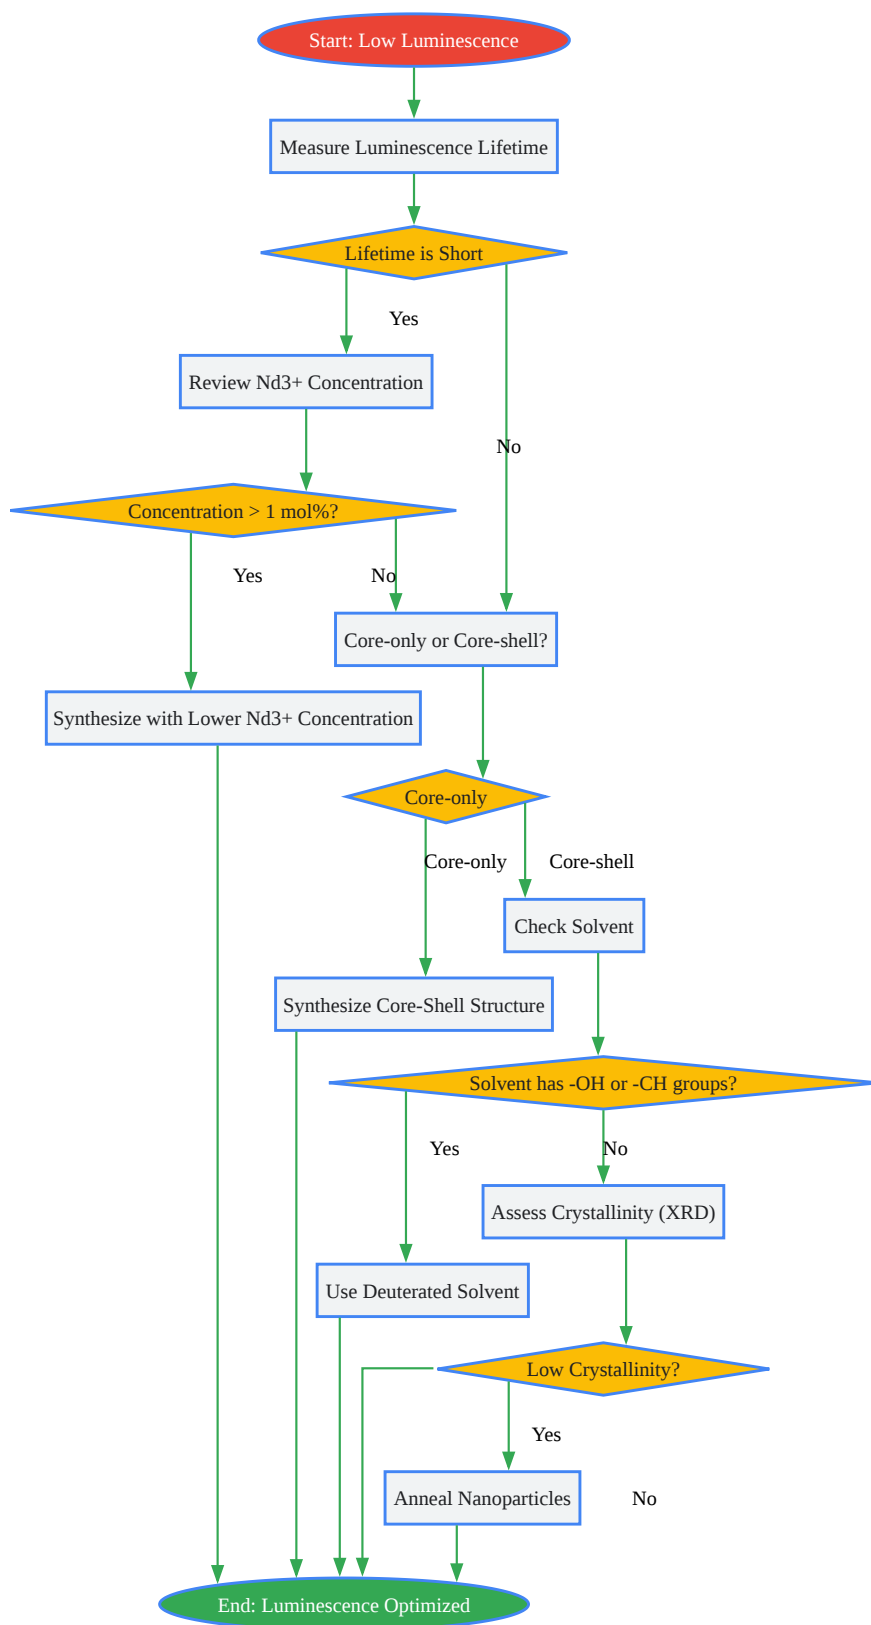 Start: Low Luminescence
Measure Luminescence Lifetime
Lifetime is Short
Yes
Review Nd3+ Concentration
No
Concentration > 1 mol%?
Yes
No
Core-only or Core-shell?
Synthesize with Lower Nd3+ Concentration
Core-only
Core-only
Core-shell
Check Solvent
Synthesize Core-Shell Structure
Solvent has -OH or -CH groups?
Yes
No
Assess Crystallinity (XRD)
Use Deuterated Solvent
Low Crystallinity?
Yes
Anneal Nanoparticles
No
End: Luminescence Optimized